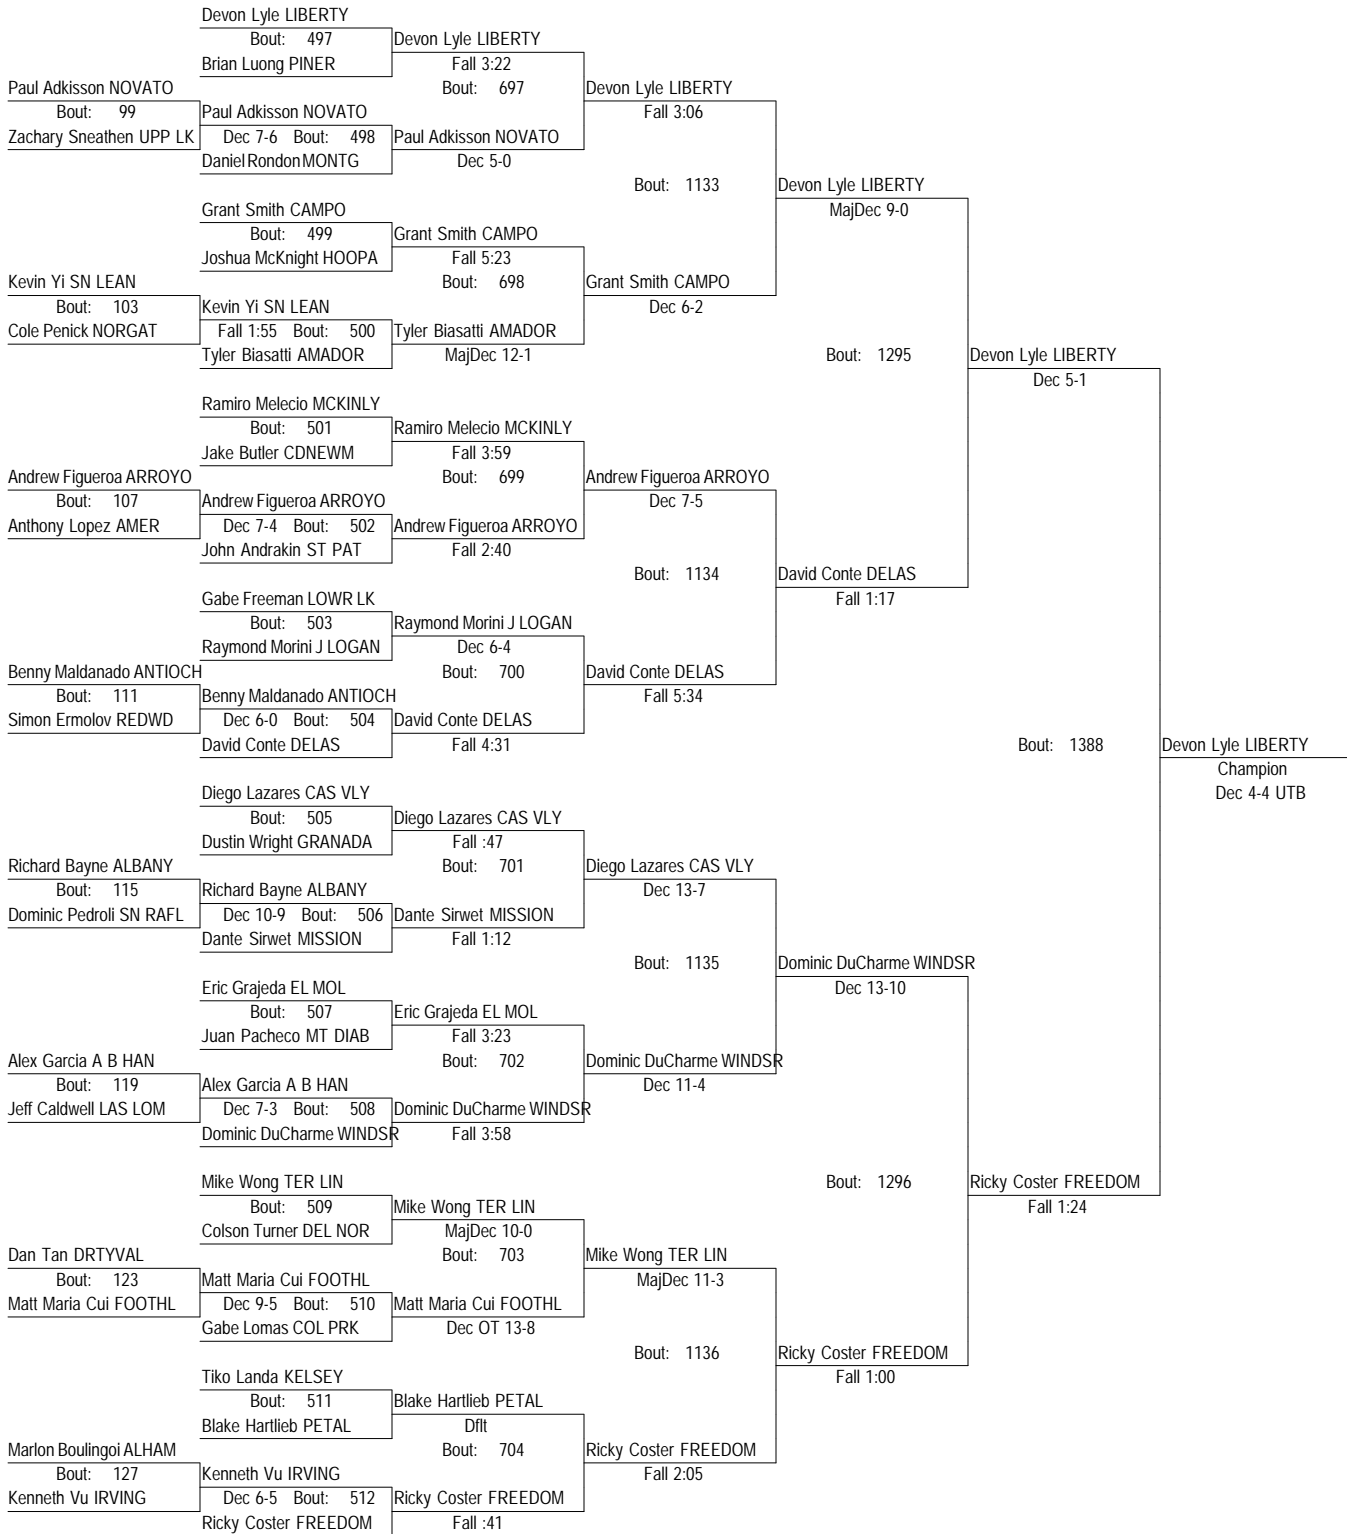 Devon Lyle LIBERTY
Bout: 497
Devon Lyle LIBERTY
Brian Luong PINER
Fall 3:22
Paul Adkisson NOVATO
Bout: 697
Devon Lyle LIBERTY
Bout: 99
Paul Adkisson NOVATO
Fall 3:06
Zachary Sneathen UPP LK
Dec 7-6 Bout: 498
Paul Adkisson NOVATO
Daniel Rondon MONTG
Dec 5-0
Bout: 1133
Devon Lyle LIBERTY
Grant Smith CAMPO
MajDec 9-0
Bout: 499
Grant Smith CAMPO
Joshua McKnight HOOPA
Fall 5:23
Kevin Yi SN LEAN
Bout: 698
Grant Smith CAMPO
Bout: 103
Kevin Yi SN LEAN
Dec 6-2
Cole Penick NORGAT
Fall 1:55 Bout: 500
Tyler Biasatti AMADOR
Tyler Biasatti AMADOR
MajDec 12-1
Bout: 1295
Devon Lyle LIBERTY
Dec 5-1
Ramiro Melecio MCKINLY
Bout: 501
Ramiro Melecio MCKINLY
Jake Butler CDNEWM
Fall 3:59
Andrew Figueroa ARROYO
Bout: 699
Andrew Figueroa ARROYO
Bout: 107
Andrew Figueroa ARROYO
Dec 7-5
Anthony Lopez AMER
Dec 7-4 Bout: 502
Andrew Figueroa ARROYO
John Andrakin ST PAT
Fall 2:40
Bout: 1134
David Conte DELAS
Gabe Freeman LOWR LK
Fall 1:17
Bout: 503
Raymond Morini J LOGAN
Raymond Morini J LOGAN
Dec 6-4
Benny Maldanado ANTIOCH
Bout: 700
David Conte DELAS
Bout: 111
Benny Maldanado ANTIOCH
Fall 5:34
Simon Ermolov REDWD
Dec 6-0 Bout: 504
David Conte DELAS
David Conte DELAS
Fall 4:31
Bout: 1388
Devon Lyle LIBERTY
Champion
Dec 4-4 UTB
Diego Lazares CAS VLY
Bout: 505
Diego Lazares CAS VLY
Dustin Wright GRANADA
Fall :47
Richard Bayne ALBANY
Bout: 701
Diego Lazares CAS VLY
Bout: 115
Richard Bayne ALBANY
Dec 13-7
Dominic Pedroli SN RAFL
Dec 10-9 Bout: 506
Dante Sirwet MISSION
Dante Sirwet MISSION
Fall 1:12
Bout: 1135
Dominic DuCharme WINDSR
Eric Grajeda EL MOL
Dec 13-10
Bout: 507
Eric Grajeda EL MOL
Juan Pacheco MT DIAB
Fall 3:23
Alex Garcia A B HAN
Bout: 702
Dominic DuCharme WINDSR
Bout: 119
Alex Garcia A B HAN
Dec 11-4
Jeff Caldwell LAS LOM
Dec 7-3 Bout: 508
Dominic DuCharme WINDSR
Dominic DuCharme WINDSR
Fall 3:58
Mike Wong TER LIN
Bout: 1296
Ricky Coster FREEDOM
Bout: 509
Mike Wong TER LIN
Fall 1:24
Colson Turner DEL NOR
MajDec 10-0
Dan Tan DRTYVAL
Bout: 703
Mike Wong TER LIN
Bout: 123
Matt Maria Cui FOOTHL
MajDec 11-3
Matt Maria Cui FOOTHL
Dec 9-5 Bout: 510
Matt Maria Cui FOOTHL
Gabe Lomas COL PRK
Dec OT 13-8
Bout: 1136
Ricky Coster FREEDOM
Tiko Landa KELSEY
Fall 1:00
Bout: 511
Blake Hartlieb PETAL
Blake Hartlieb PETAL
Dflt
Marlon Boulingoi ALHAM
Bout: 704
Ricky Coster FREEDOM
Bout: 127
Kenneth Vu IRVING
Fall 2:05
Kenneth Vu IRVING
Dec 6-5 Bout: 512
Ricky Coster FREEDOM
Ricky Coster FREEDOM
Fall :41